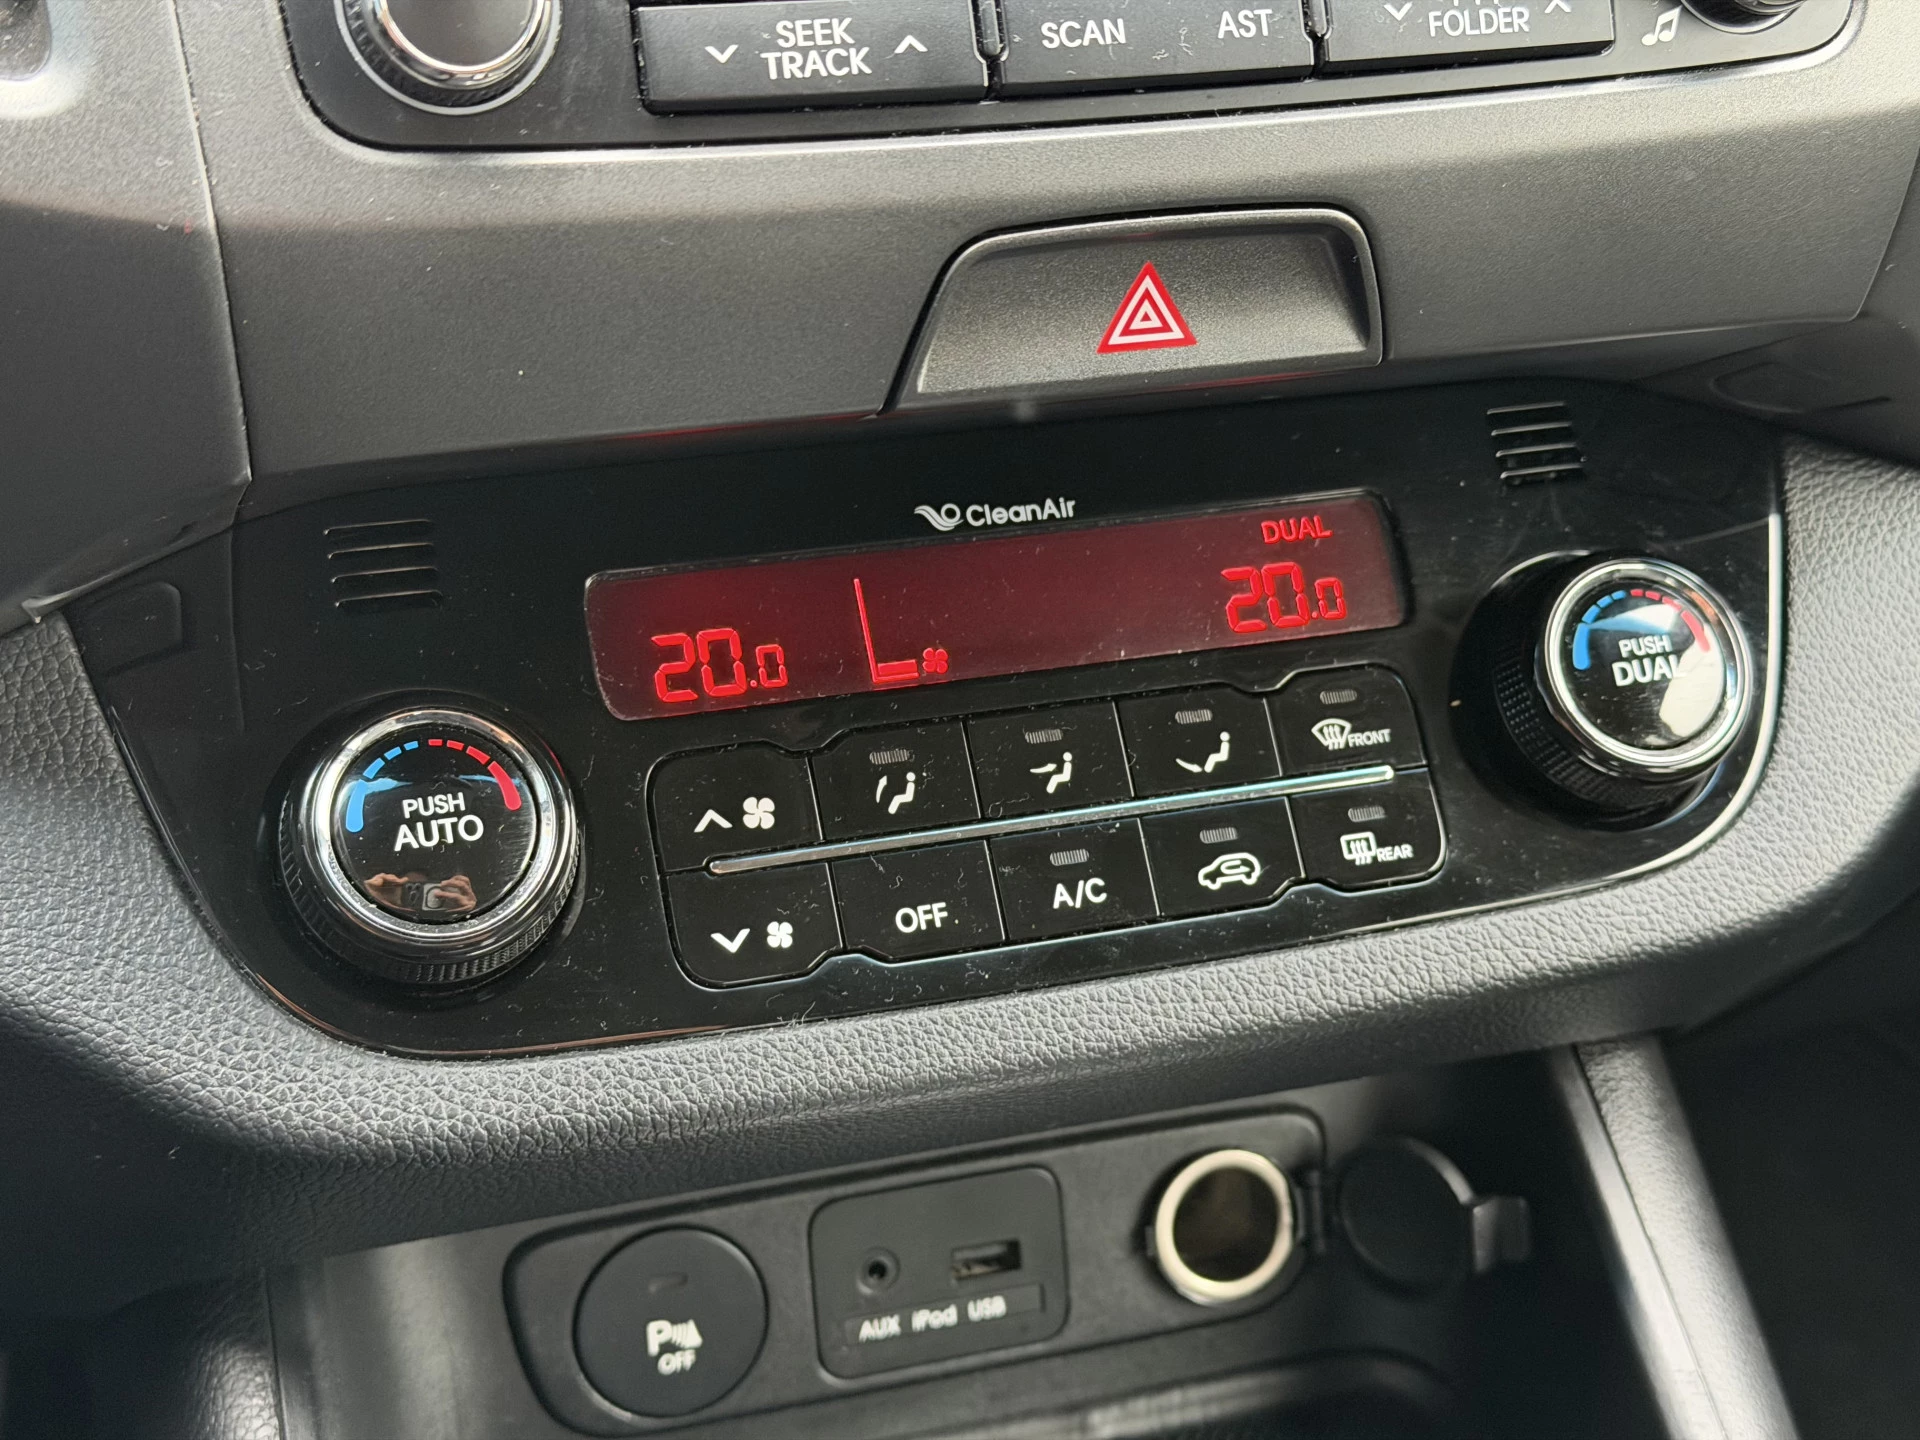 SEEK
TRACK
SCAN
AST
FOLDER
CleanAir
DUAL
20.0
20.0
PUSH
DUAL
PUSH
AUTO
FRONT
REAR
OFF
A/C
P
OFF
AUX iPod USB